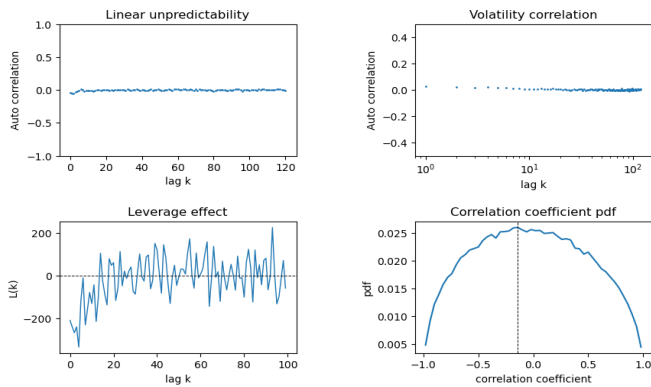 Linear unpredictability
1.0
0.5
0.0
−0.5
−1.0
Auto correlation
0 20 40 60 80 100 120
lag k
Volatility correlation
0.4
0.2
0.0
−0.2
−0.4
Auto correlation
10⁰ 10¹ 10²
lag k
Leverage effect
200
0
−200
L(k)
0 20 40 60 80 100
lag k
Correlation coefficient pdf
0.025
0.020
0.015
0.010
0.005
pdf
−1.0 −0.5 0.0 0.5 1.0
correlation coefficient